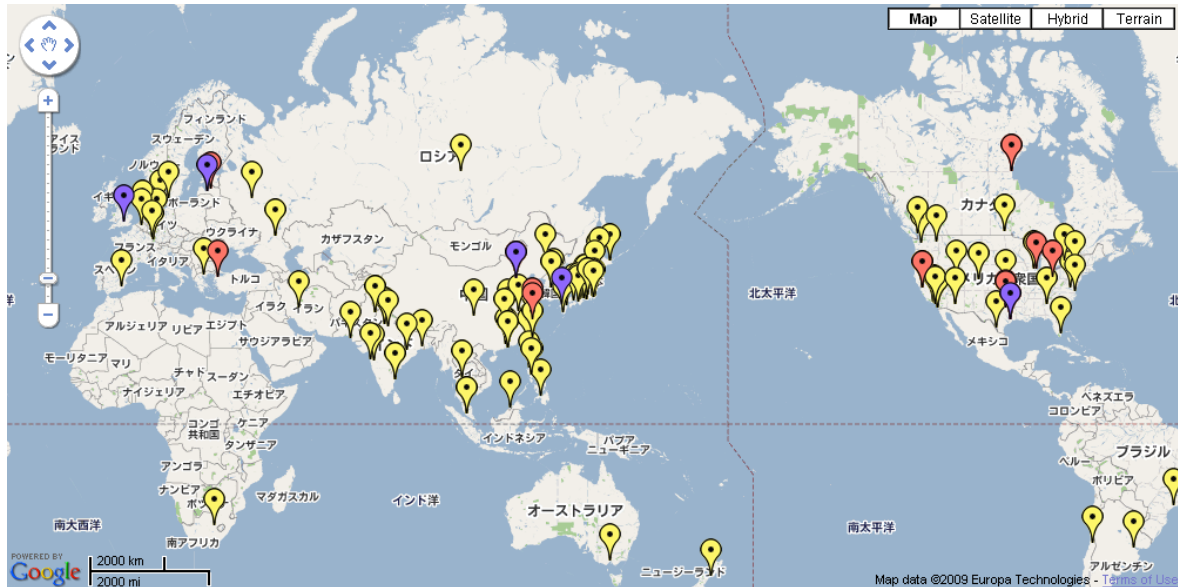 Map
Satellite
Hybrid
Terrain
フィンランド
スウェーデン
ノルウ
ロシア
カナダ
イギ
ポーランド
イツ
ウクライナ
フランス
カザフスタン
モンゴル
イタリア
スペイン
トルコ
北太平洋
メリカ
衆国
イラク
イラン
アルジェリア
リビア
エジプト
サウジアラビア
パキスタン
メキシコ
モーリタニア
マリ
チャド
スーダン
タイ
ナイジェリア
エチオピア
ベネズエラ
コロンビア
コンゴ
共和国
ケニア
タンザニア
インドネシア
パプア
ニューギニア
ブラジル
ペルー
アンゴラ
ボリビア
ナンビア
マダガスカル
インド洋
オーストラリア
南大西洋
南太平洋
南アフリカ
ニュージーランド
アルゼンチン
POWERED BY
Google
2000 km
2000 mi
Map data ©2009 Europa Technologies - Terms of Use